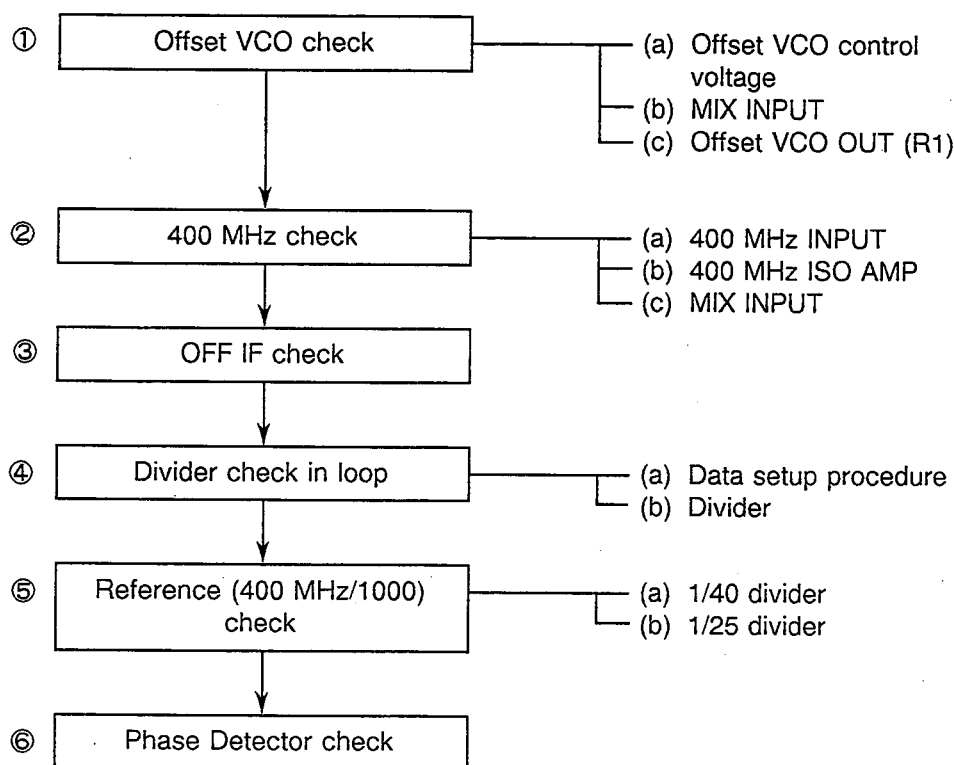 ① Offset VCO check
(a) Offset VCO control
voltage
(b) MIX INPUT
(c) Offset VCO OUT (R1)
② 400 MHz check
(a) 400 MHz INPUT
(b) 400 MHz ISO AMP
(c) MIX INPUT
③ OFF IF check
④ Divider check in loop
(a) Data setup procedure
(b) Divider
⑤ Reference (400 MHz/1000)
check
(a) 1/40 divider
(b) 1/25 divider
⑥ Phase Detector check